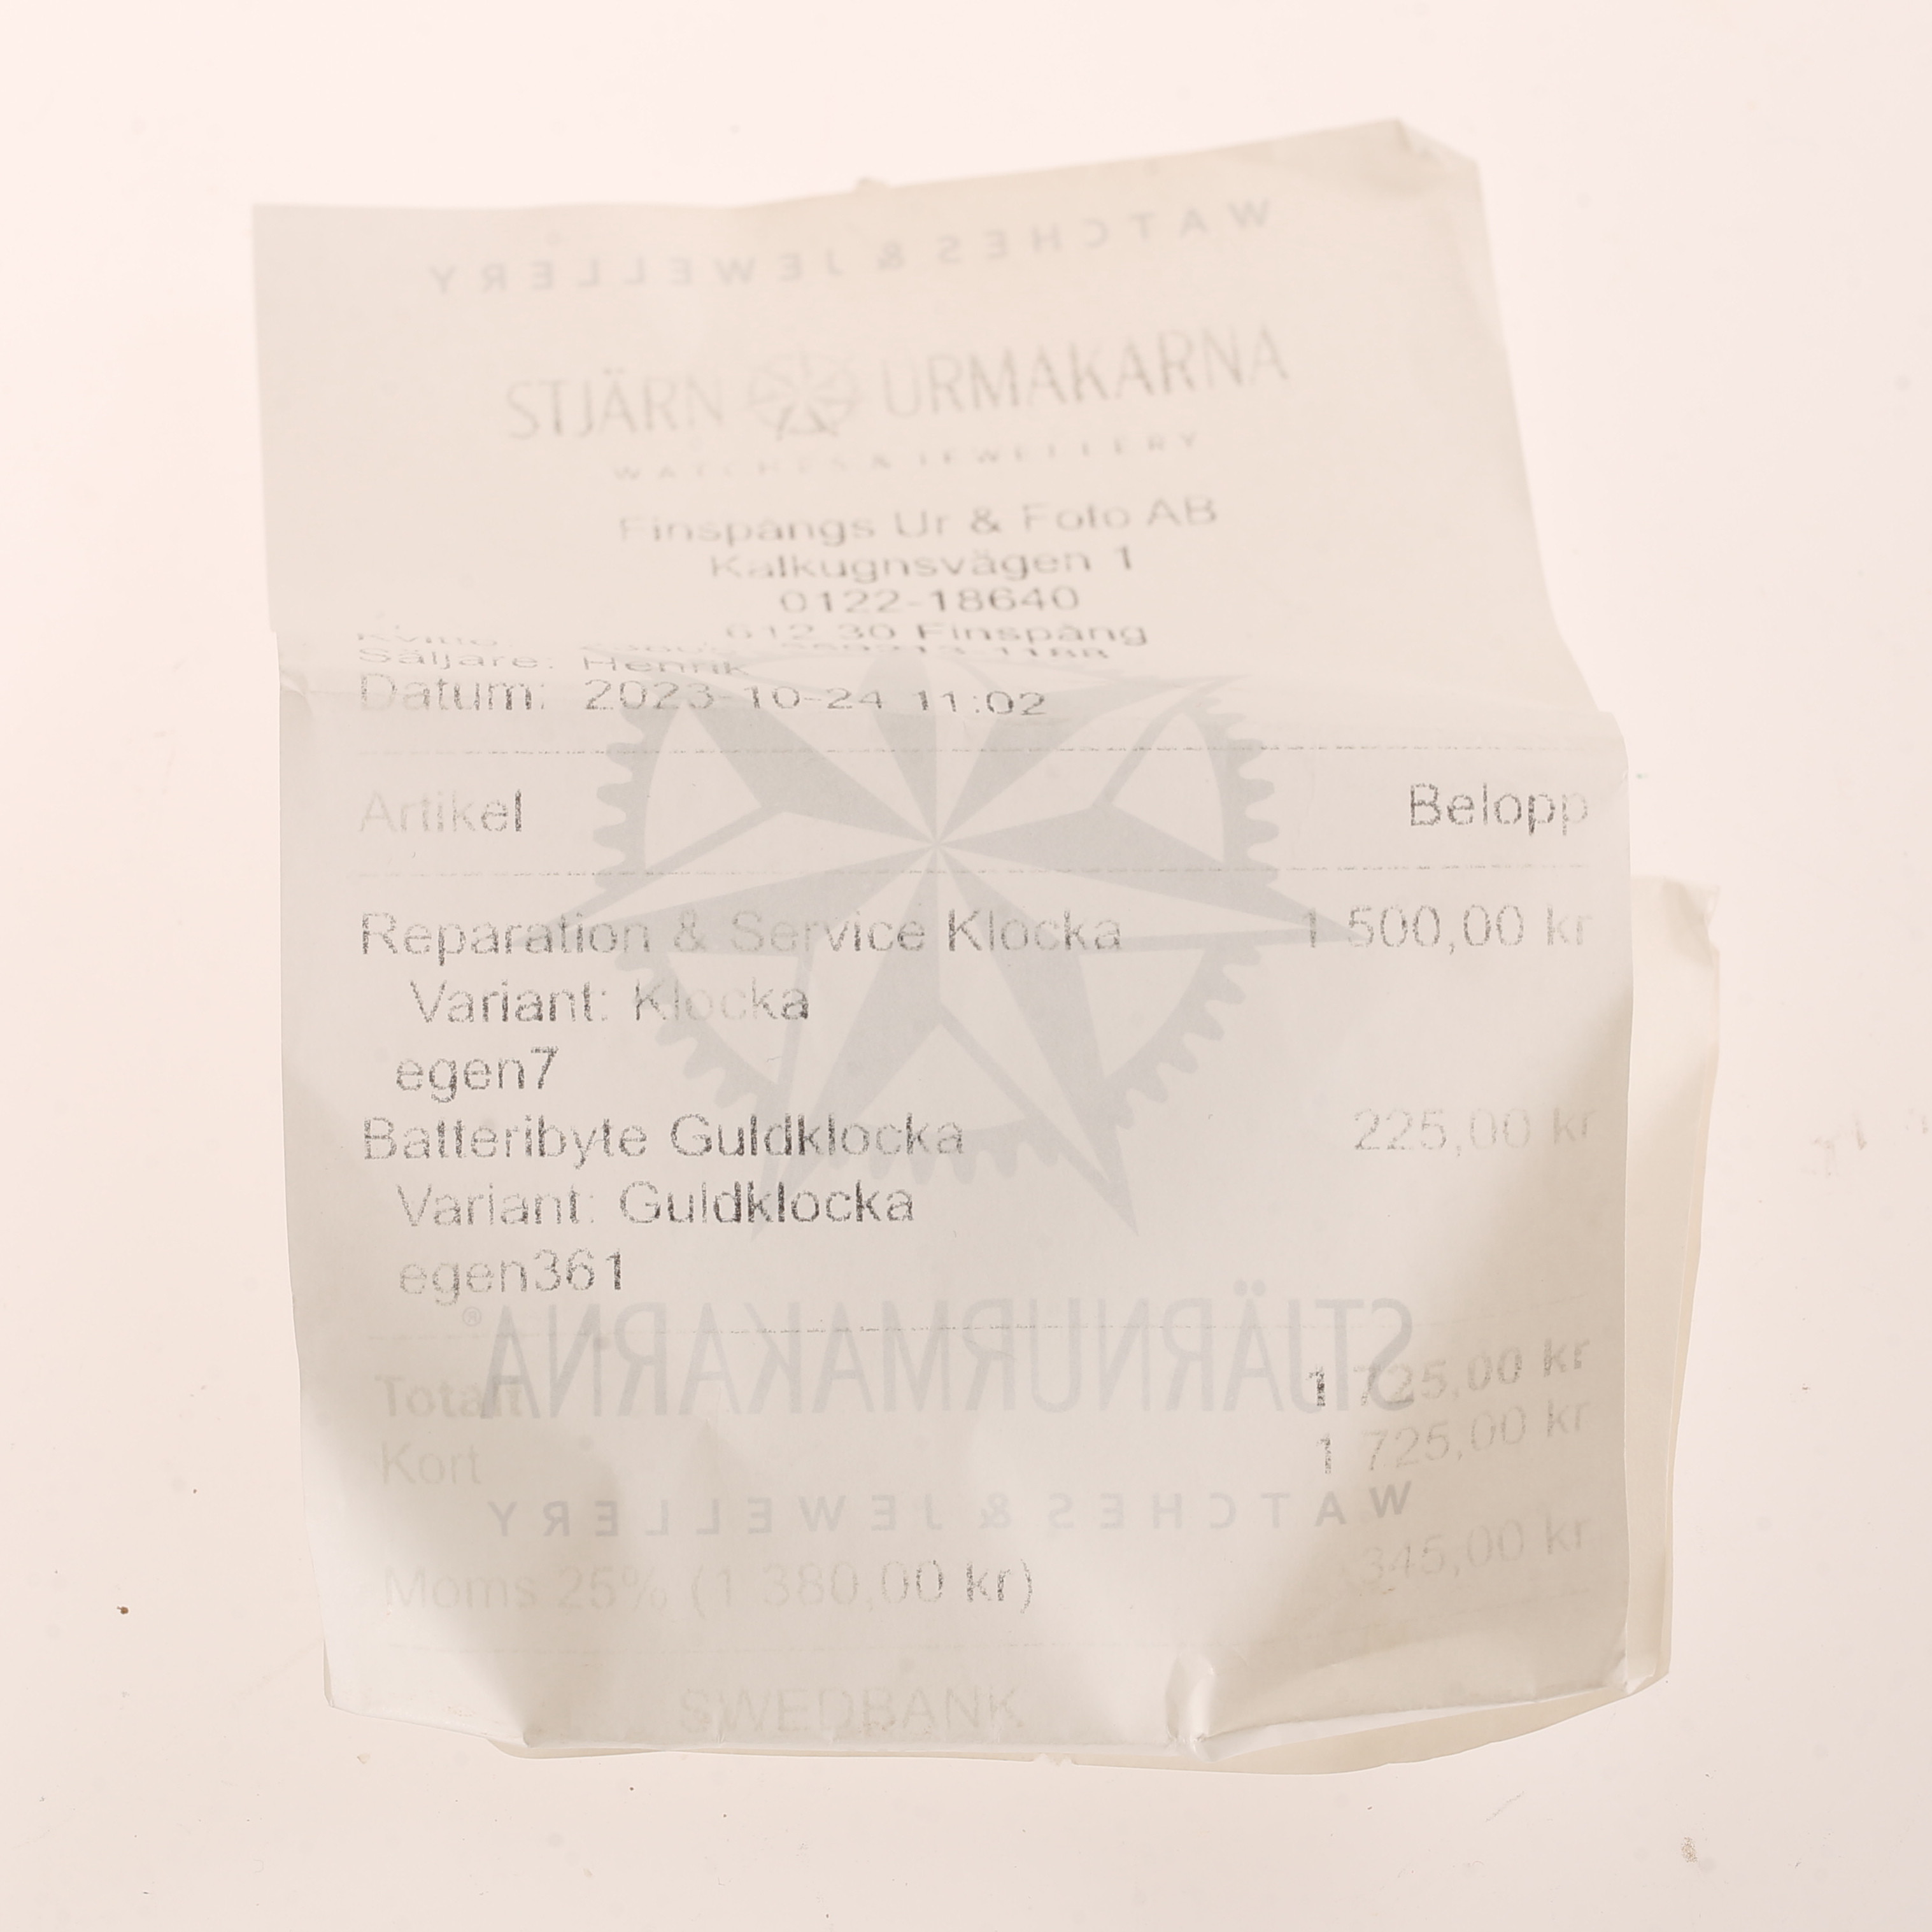 WATCHES & JEWELLERY
STJÄRN URMAKARNA
WATCHES & JEWELLERY
Finspångs Ur & Foto AB
Kalkugnsvägen 1
0122-18640
612 30 Finspång
Säljare: Henrik
Datum: 2023-10-24 11:02
Artikel Belopp
Reparation & Service Klocka 1 500,00 kr
Variant: Klocka
egen7
Batteribyte Guldklocka 225,00 kr
Variant: Guldklocka
egen361
STJÄRNURMAKARNA®
Totalt 1 725,00 kr
Kort 1 725,00 kr
WATCHES & JEWELLERY
Moms 25% (1 380,00 kr) 345,00 kr
SWEDBANK